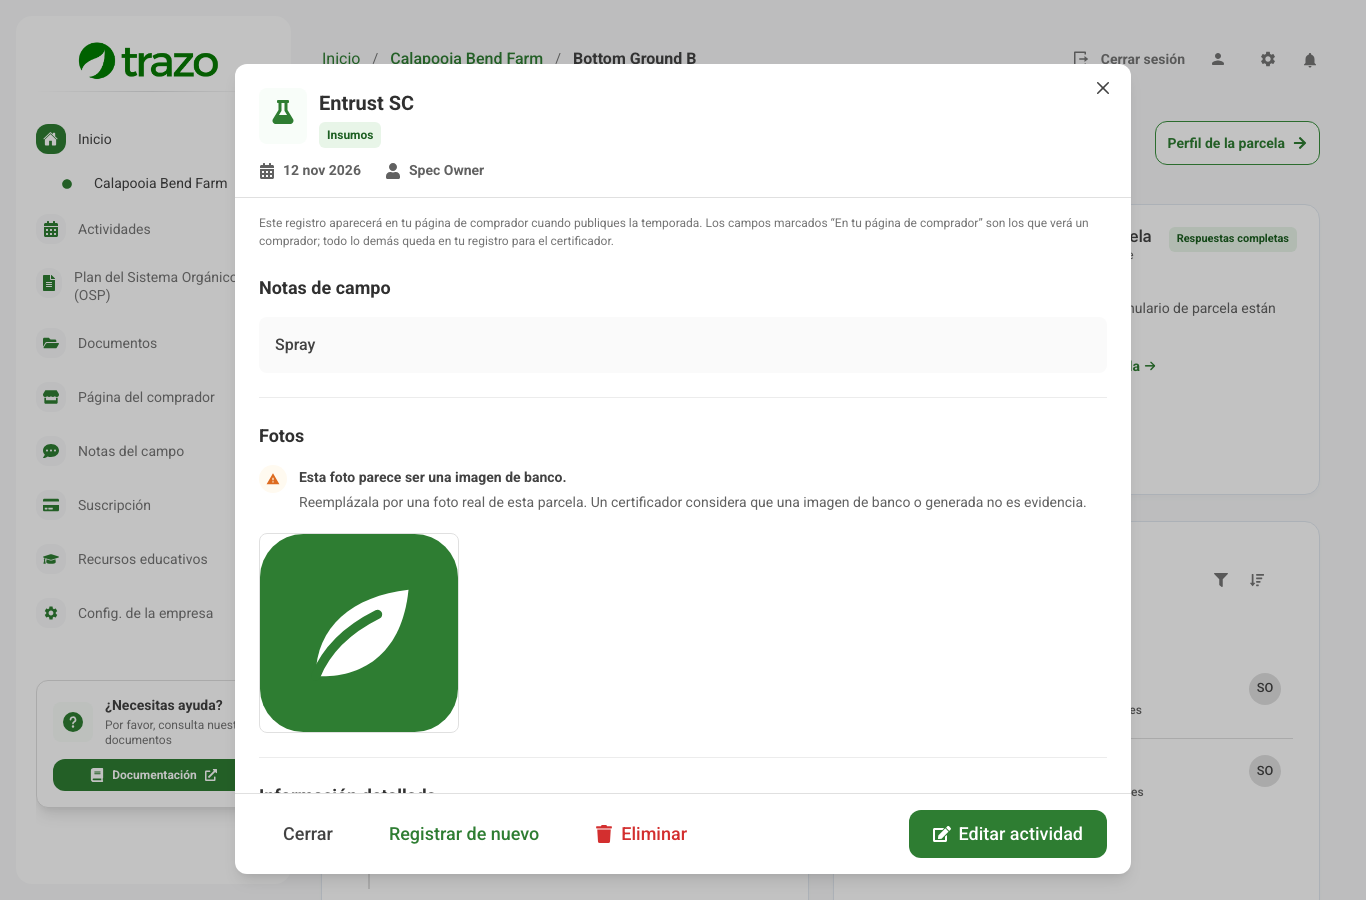 trazo
Inicio / Calapooia Bend Farm / Bottom Ground B
Cerrar sesión
Inicio
Calapooia Bend Farm
Actividades
Plan del Sistema Orgánico
(OSP)
Documentos
Página del comprador
Notas del campo
Suscripción
Recursos educativos
Config. de la empresa
¿Necesitas ayuda?
Por favor, consulta
documentos
Documentación
Entrust SC
Insumos
12 nov 2026
Spec Owner
Este registro aparecerá en tu página de comprador cuando publiques la temporada. Los campos marcados “En tu página de comprador” son los que verá un
comprador; todo lo demás queda en tu registro para el certificador.
Notas de campo
Spray
Fotos
Esta foto parece ser una imagen de banco.
Reemplázala por una foto real de esta parcela. Un certificador considera que una imagen de banco o generada no es evidencia.
Información detallada
Cerrar
Registrar de nuevo
Eliminar
Editar actividad
Perfil de la parcela
Respuestas completas
de parcela están
SO
SO